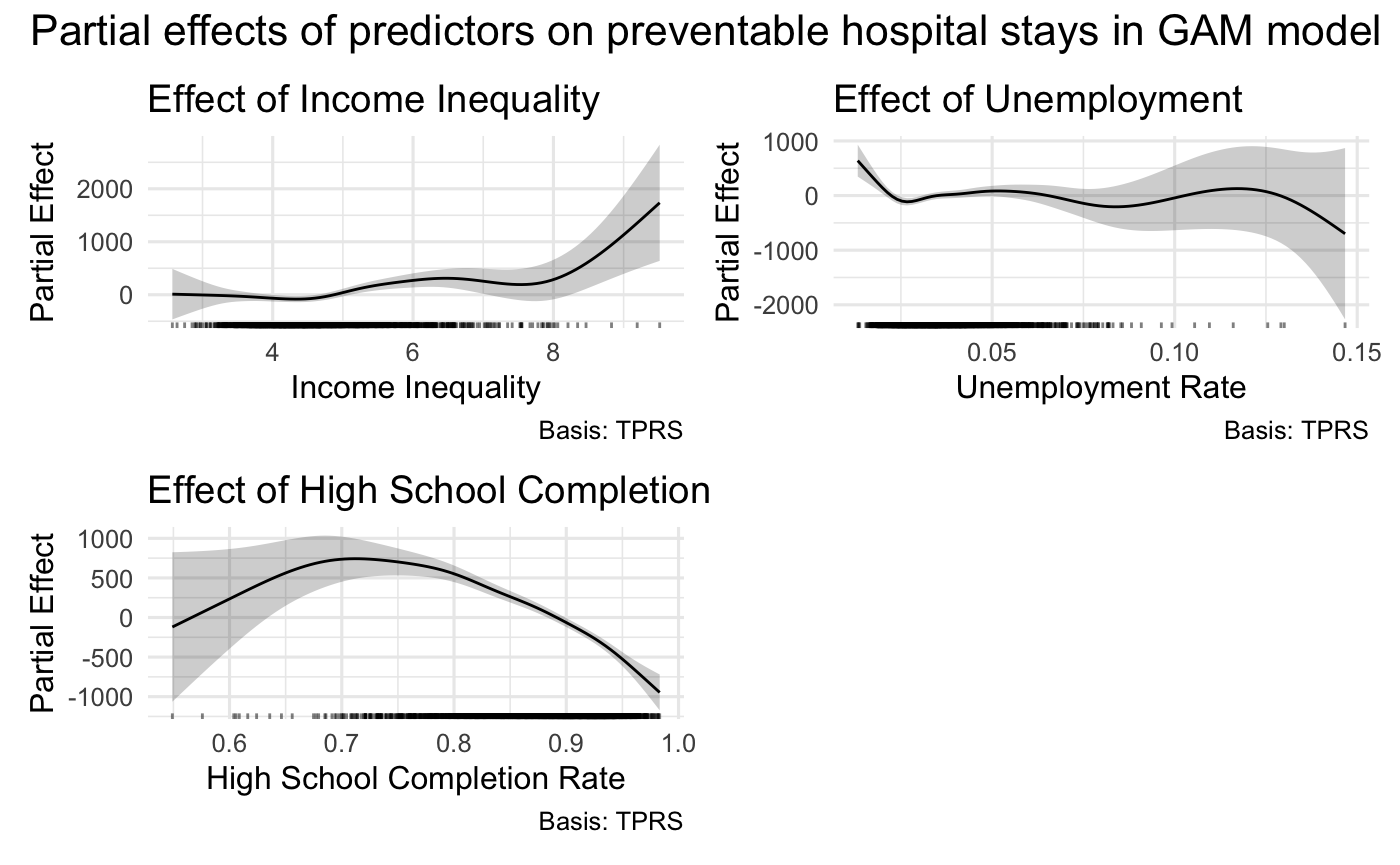 Partial effects of predictors on preventable hospital stays in GAM model
Effect of Income Inequality
Partial Effect
2000
1000
0
4 6 8
Income Inequality
Basis: TPRS
Effect of Unemployment
Partial Effect
1000
0
-1000
-2000
0.05 0.10 0.15
Unemployment Rate
Basis: TPRS
Effect of High School Completion
Partial Effect
1000
500
0
-500
-1000
0.6 0.7 0.8 0.9 1.0
High School Completion Rate
Basis: TPRS